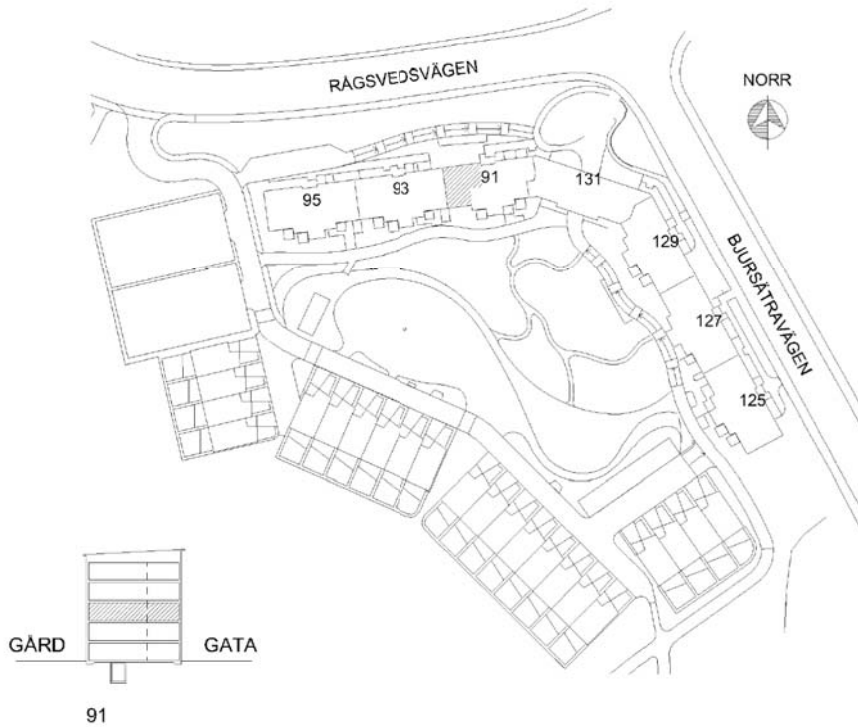 RÅGSVEDSVÄGEN
NORR
95
93
91
131
129
BJURSÄTRAVÄGEN
127
125
GÅRD
GATA
91